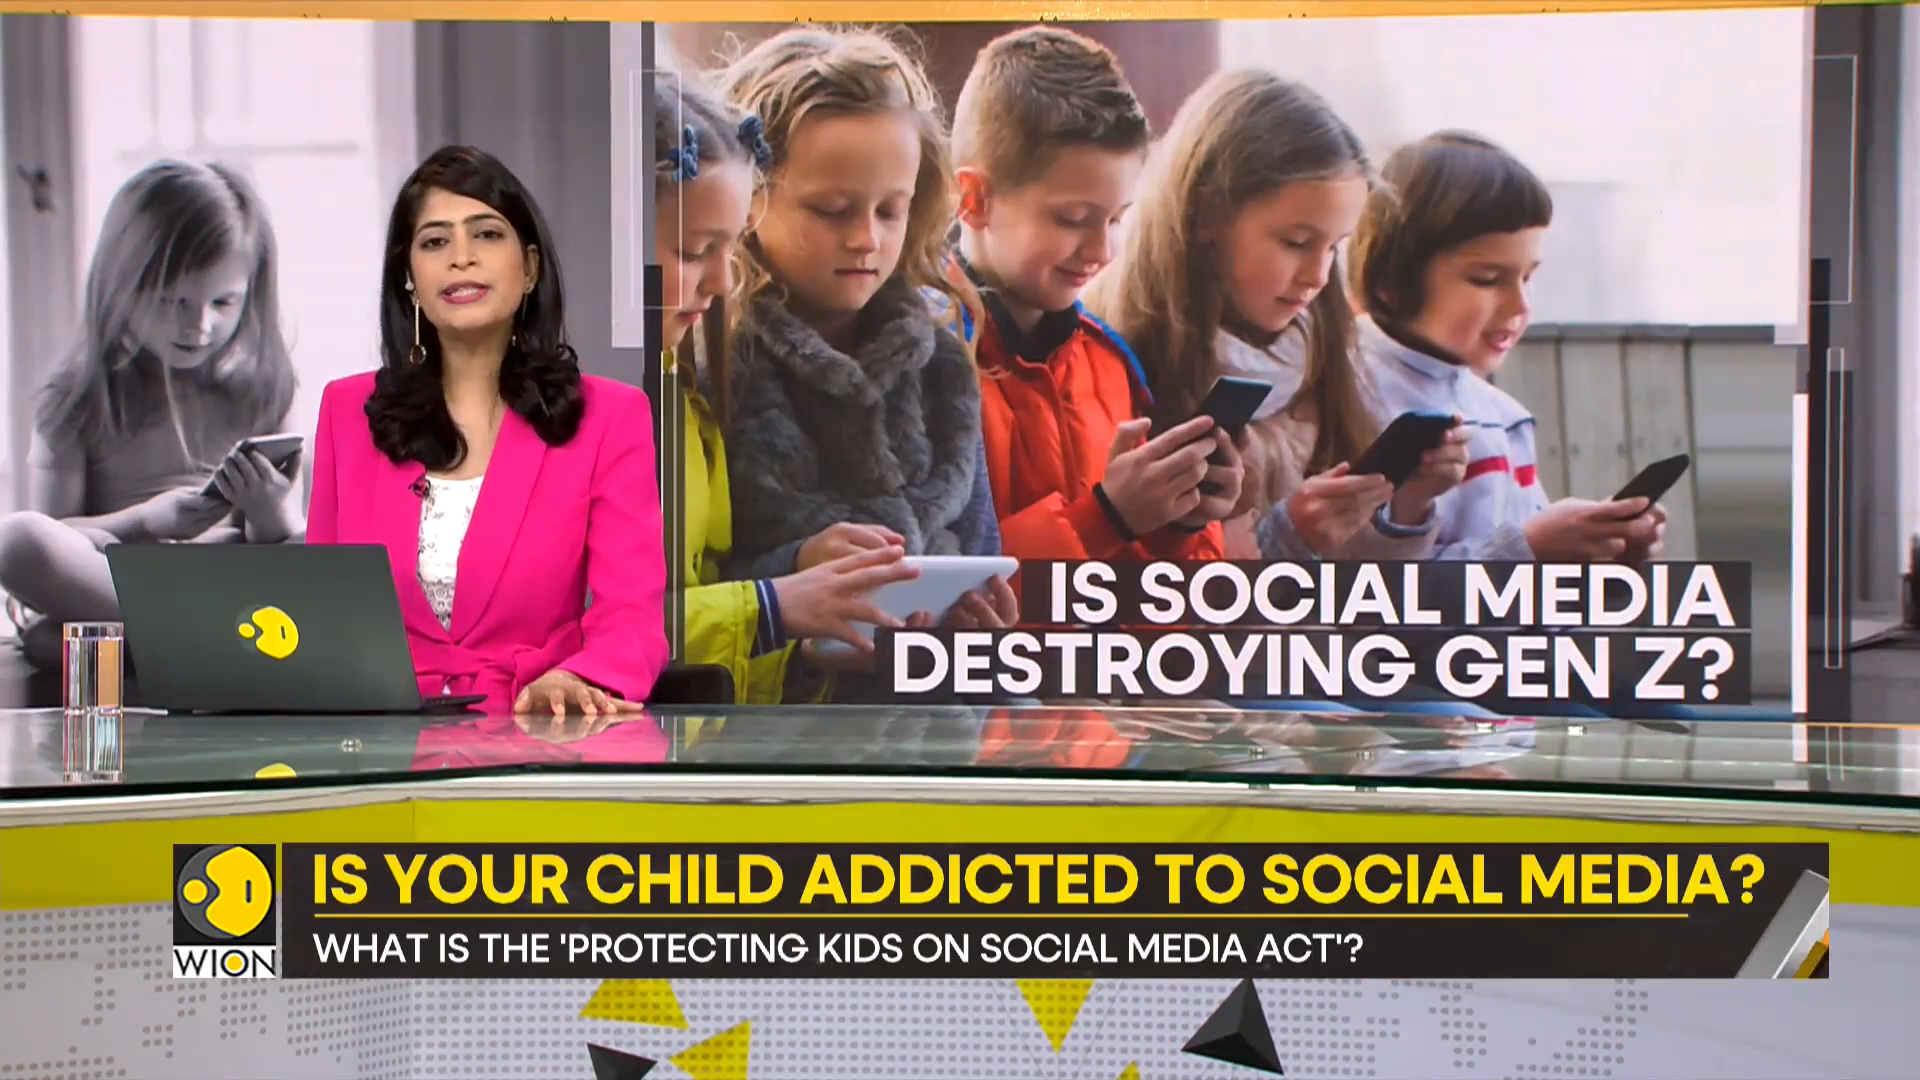 IS SOCIAL MEDIA
DESTROYING GEN Z?
IS YOUR CHILD ADDICTED TO SOCIAL MEDIA?
WHAT IS THE 'PROTECTING KIDS ON SOCIAL MEDIA ACT'?
WION